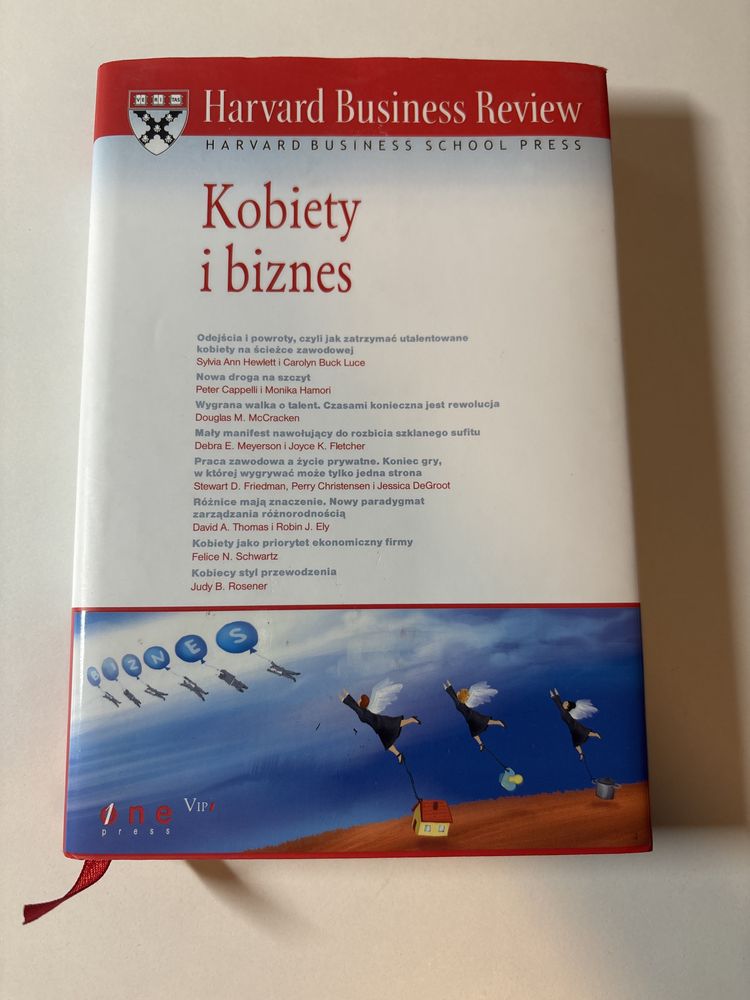 VE RI TAS
Harvard Business Review
HARVARD BUSINESS SCHOOL PRESS
Kobiety
i biznes
Odejścia i powroty, czyli jak zatrzymać utalentowane
kobiety na ścieżce zawodowej
Sylvia Ann Hewlett i Carolyn Buck Luce
Nowa droga na szczyt
Peter Cappelli i Monika Hamori
Wygrana walka o talent. Czasami konieczna jest rewolucja
Douglas M. McCracken
Mały manifest nawołujący do rozbicia szklanego sufitu
Debra E. Meyerson i Joyce K. Fletcher
Praca zawodowa a życie prywatne. Koniec gry,
w której wygrywać może tylko jedna strona
Stewart D. Friedman, Perry Christensen i Jessica DeGroot
Różnice mają znaczenie. Nowy paradygmat
zarządzania różnorodnością
David A. Thomas i Robin J. Ely
Kobiety jako priorytet ekonomiczny firmy
Felice N. Schwartz
Kobiecy styl przewodzenia
Judy B. Rosener
BIZNES
one
press
VIP